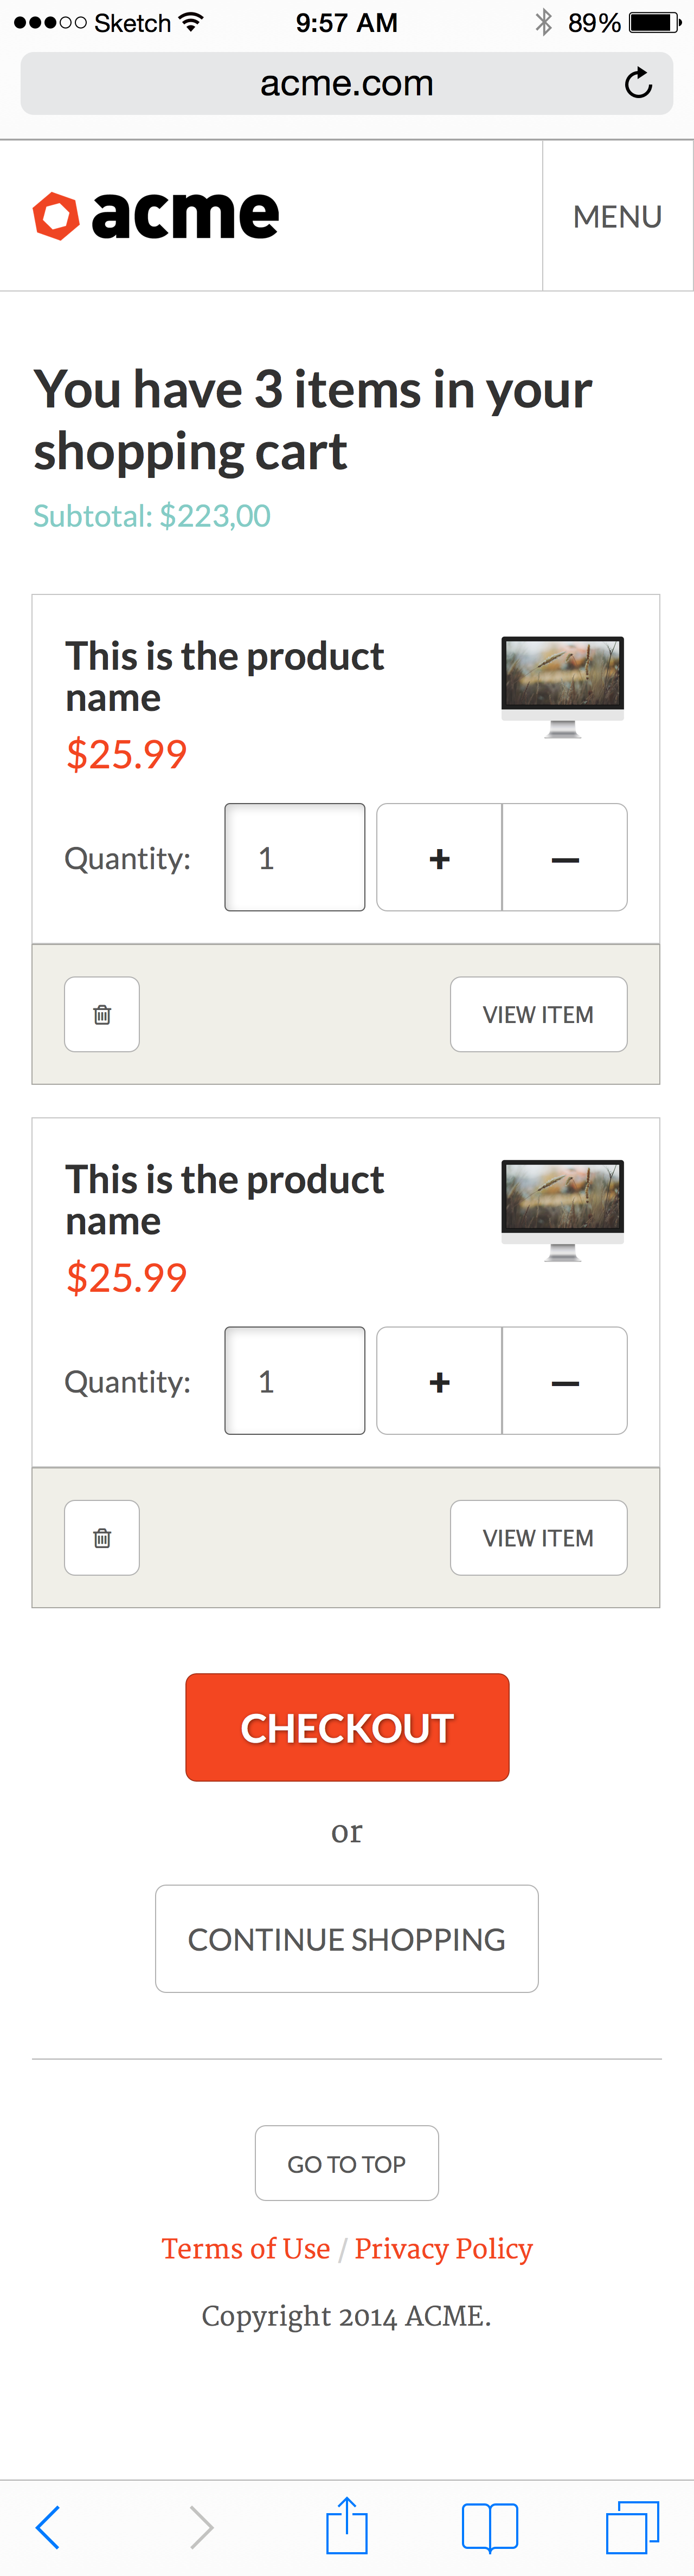 Sketch 9:57 AM 89%
acme.com
acme MENU
You have 3 items in your
shopping cart
Subtotal: $223,00
This is the product
name
$25.99
Quantity: 1 + –
VIEW ITEM
This is the product
name
$25.99
Quantity: 1 + –
VIEW ITEM
CHECKOUT
or
CONTINUE SHOPPING
GO TO TOP
Terms of Use / Privacy Policy
Copyright 2014 ACME.